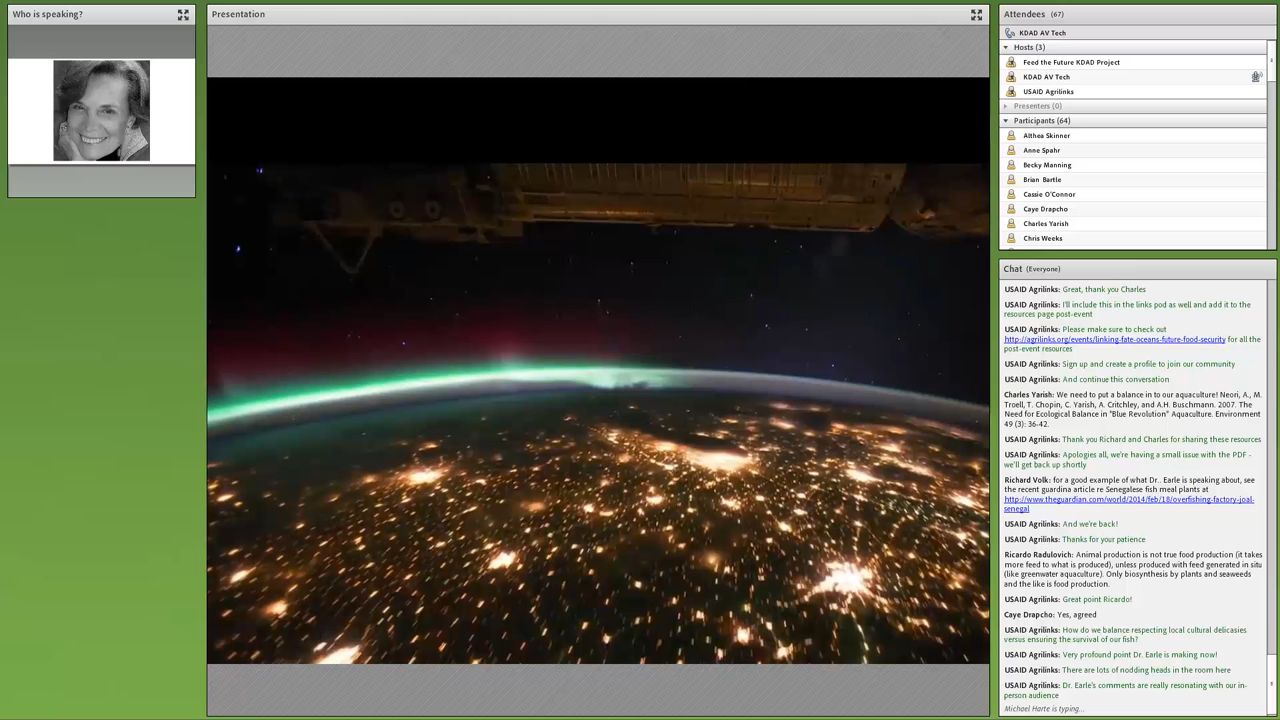 Who is speaking?
Presentation
Attendees (67)
KDAD AV Tech
Hosts (3)
Feed the Future KDAD Project
KDAD AV Tech
USAID Agrilinks
Presenters (0)
Participants (64)
Althea Skinner
Anne Spahr
Becky Manning
Brian Bartle
Cassie O'Connor
Caye Drapcho
Charles Yarish
Chris Weeks
Chat (Everyone)
USAID Agrilinks: Great, thank you Charles
USAID Agrilinks: I'll include this in the links pod as well and add it to the
resources page post-event
USAID Agrilinks: Please make sure to check out
http://agrilinks.org/events/linking-fate-oceans-future-food-security for all the
post-event resources
USAID Agrilinks: Sign up and create a profile to join our community
USAID Agrilinks: And continue this conversation
Charles Yarish: We need to put a balance in to our aquaculture! Neori, A., M.
Troell, T. Chopin, C. Yarish, A. Critchley, and A.H. Buschmann. 2007. The
Need for Ecological Balance in "Blue Revolution" Aquaculture. Environment
49 (3): 36-42.
USAID Agrilinks: Thank you Richard and Charles for sharing these resources
USAID Agrilinks: Apologies all, we're having a small issue with the PDF -
we'll get back up shortly
Richard Volk: for a good example of what Dr.. Earle is speaking about, see
the recent guardina article re Senegalese fish meal plants at
http://www.theguardian.com/world/2014/feb/18/overfishing-factory-joal-
senegal
USAID Agrilinks: And we're back!
USAID Agrilinks: Thanks for your patience
Ricardo Radulovich: Animal production is not true food production (it takes
more feed to what is produced), unless produced with feed generated in situ
(like greenwater aquaculture). Only biosynthesis by plants and seaweeds
and the like is food production.
USAID Agrilinks: Great point Ricardo!
Caye Drapcho: Yes, agreed
USAID Agrilinks: How do we balance respecting local cultural delicasies
versus ensuring the survival of our fish?
USAID Agrilinks: Very profound point Dr. Earle is making now!
USAID Agrilinks: There are lots of nodding heads in the room here
USAID Agrilinks: Dr. Earle's comments are really resonating with our in-
person audience
Michael Harte is typing...